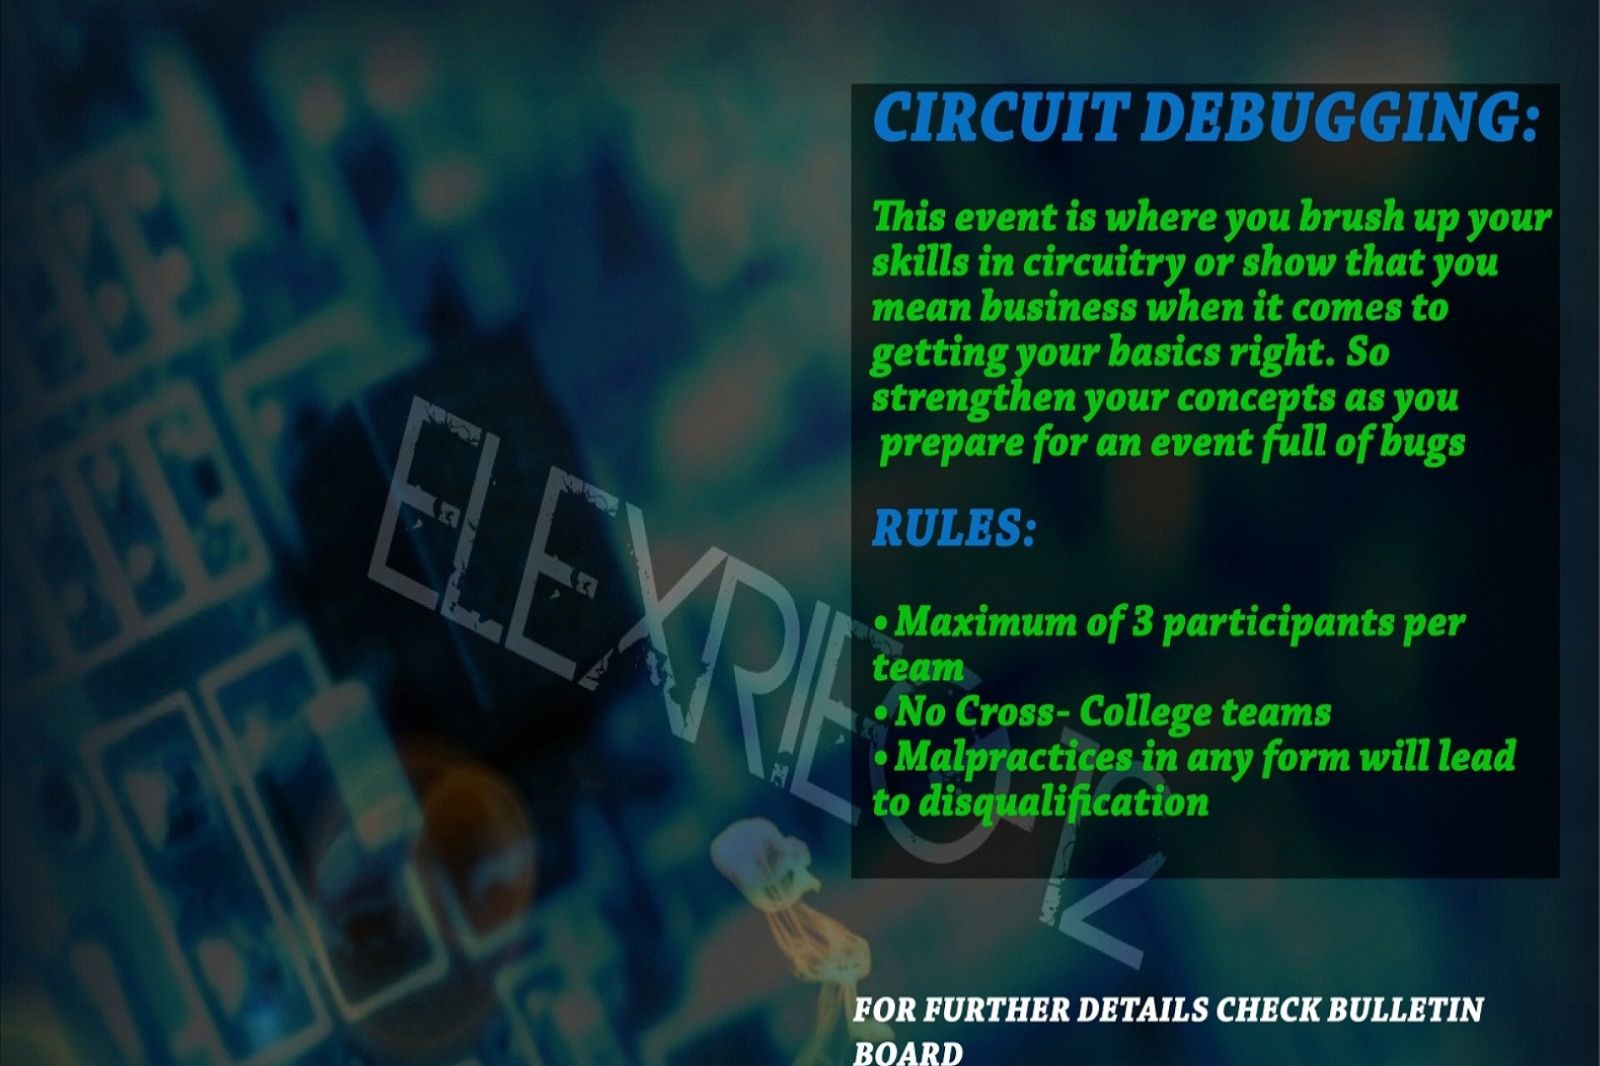 CIRCUIT DEBUGGING:
This event is where you brush up your
skills in circuitry or show that you
mean business when it comes to
getting your basics right. So
strengthen your concepts as you
prepare for an event full of bugs
RULES:
• Maximum of 3 participants per
team
• No Cross- College teams
• Malpractices in any form will lead
to disqualification
FOR FURTHER DETAILS CHECK BULLETIN
BOARD